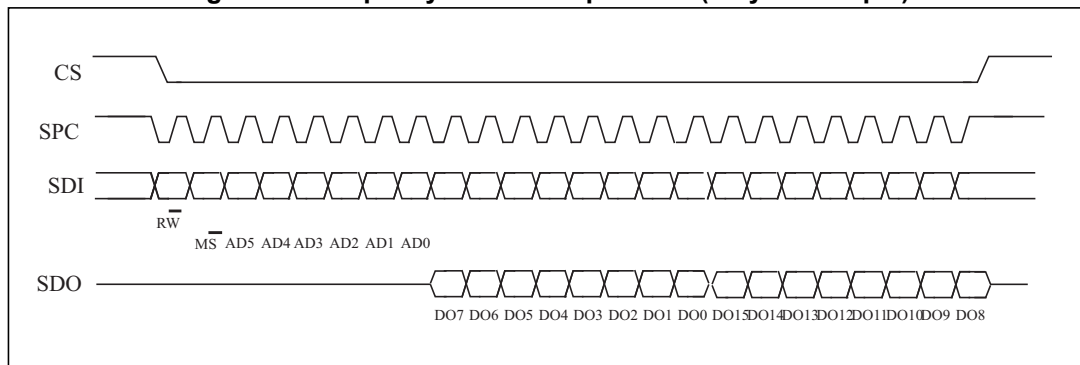 CS
SPC
SDI
RW
MS AD5 AD4 AD3 AD2 AD1 AD0
SDO
DO7 DO6 DO5 DO4 DO3 DO2 DO1 DO0 DO15 DO14 DO13 DO12 DO11 DO10 DO9 DO8